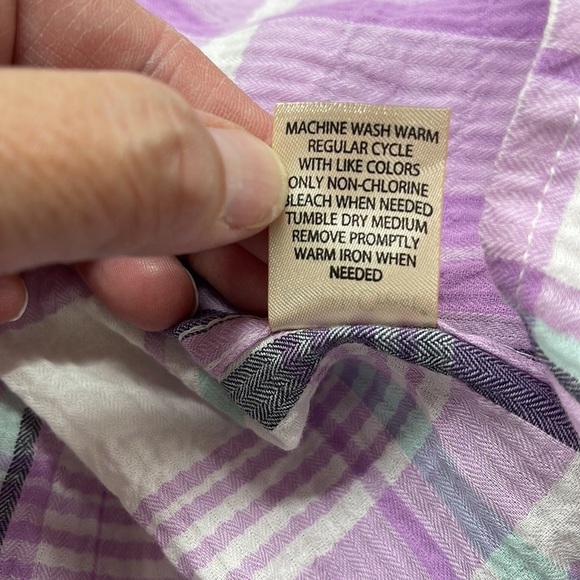 MACHINE WASH WARM
REGULAR CYCLE
WITH LIKE COLORS
ONLY NON-CHLORINE
BLEACH WHEN NEEDED
TUMBLE DRY MEDIUM
REMOVE PROMPTLY
WARM IRON WHEN
NEEDED